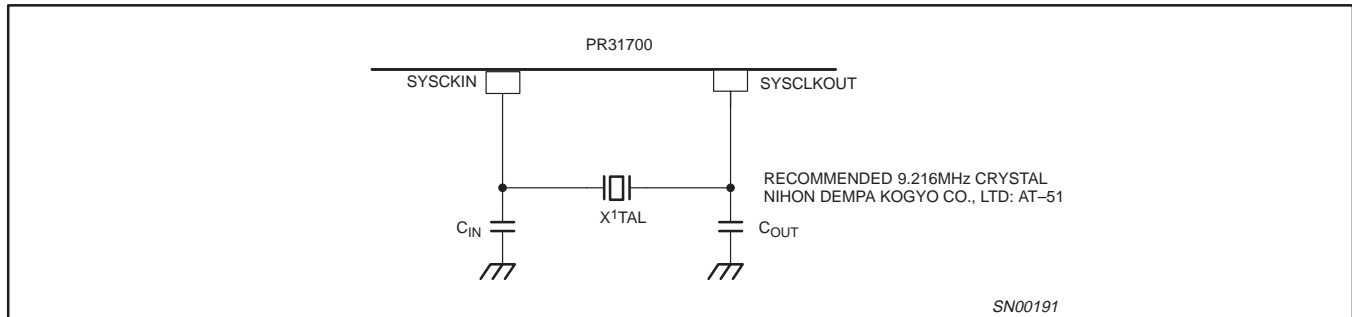 PR31700
SYSCKIN
SYSCLKOUT
RECOMMENDED 9.216MHz CRYSTAL
NIHON DEMPA KOGYO CO., LTD: AT–51
X1TAL
CIN
COUT
SN00191